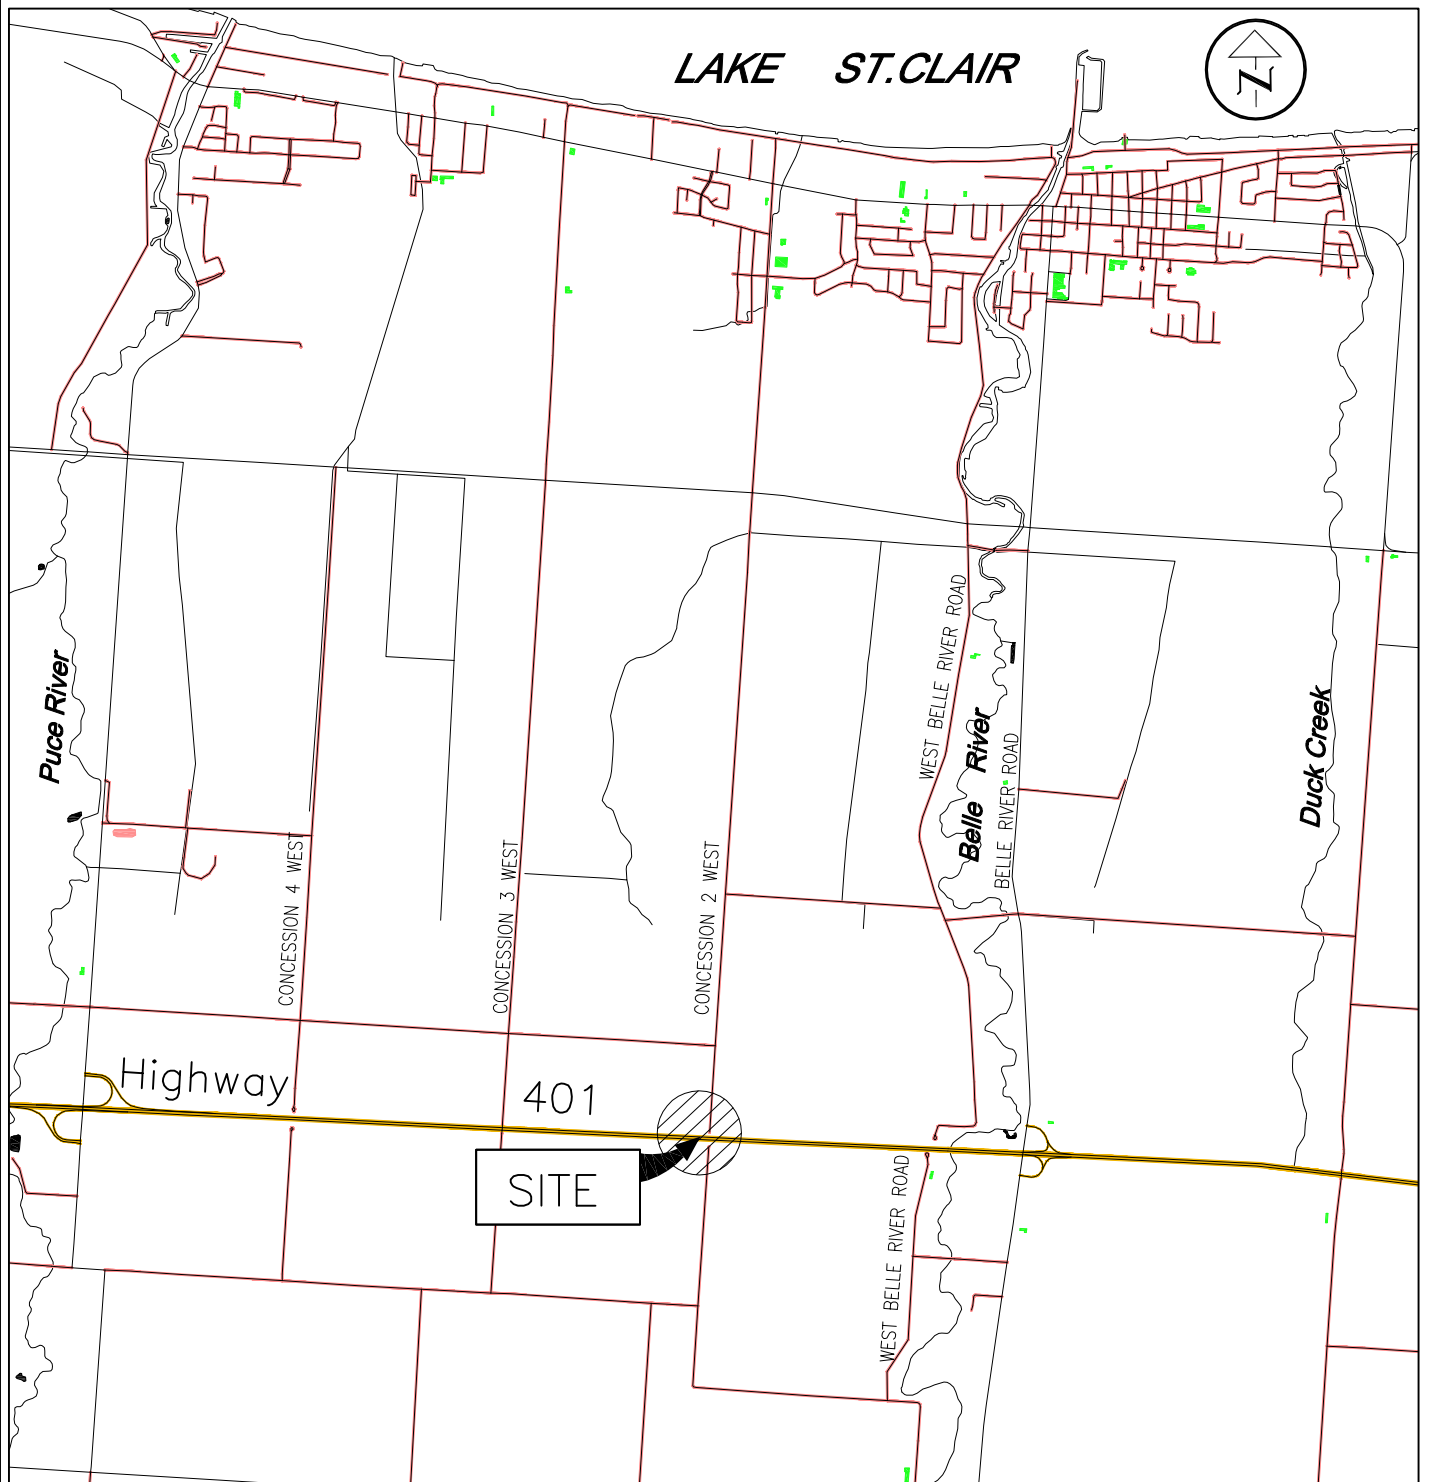 LAKE ST.CLAIR
N
WEST BELLE RIVER ROAD
Puce River
Belle River
BELLE RIVER ROAD
Duck Creek
CONCESSION 4 WEST
CONCESSION 3 WEST
CONCESSION 2 WEST
Highway 401
SITE
WEST BELLE RIVER ROAD